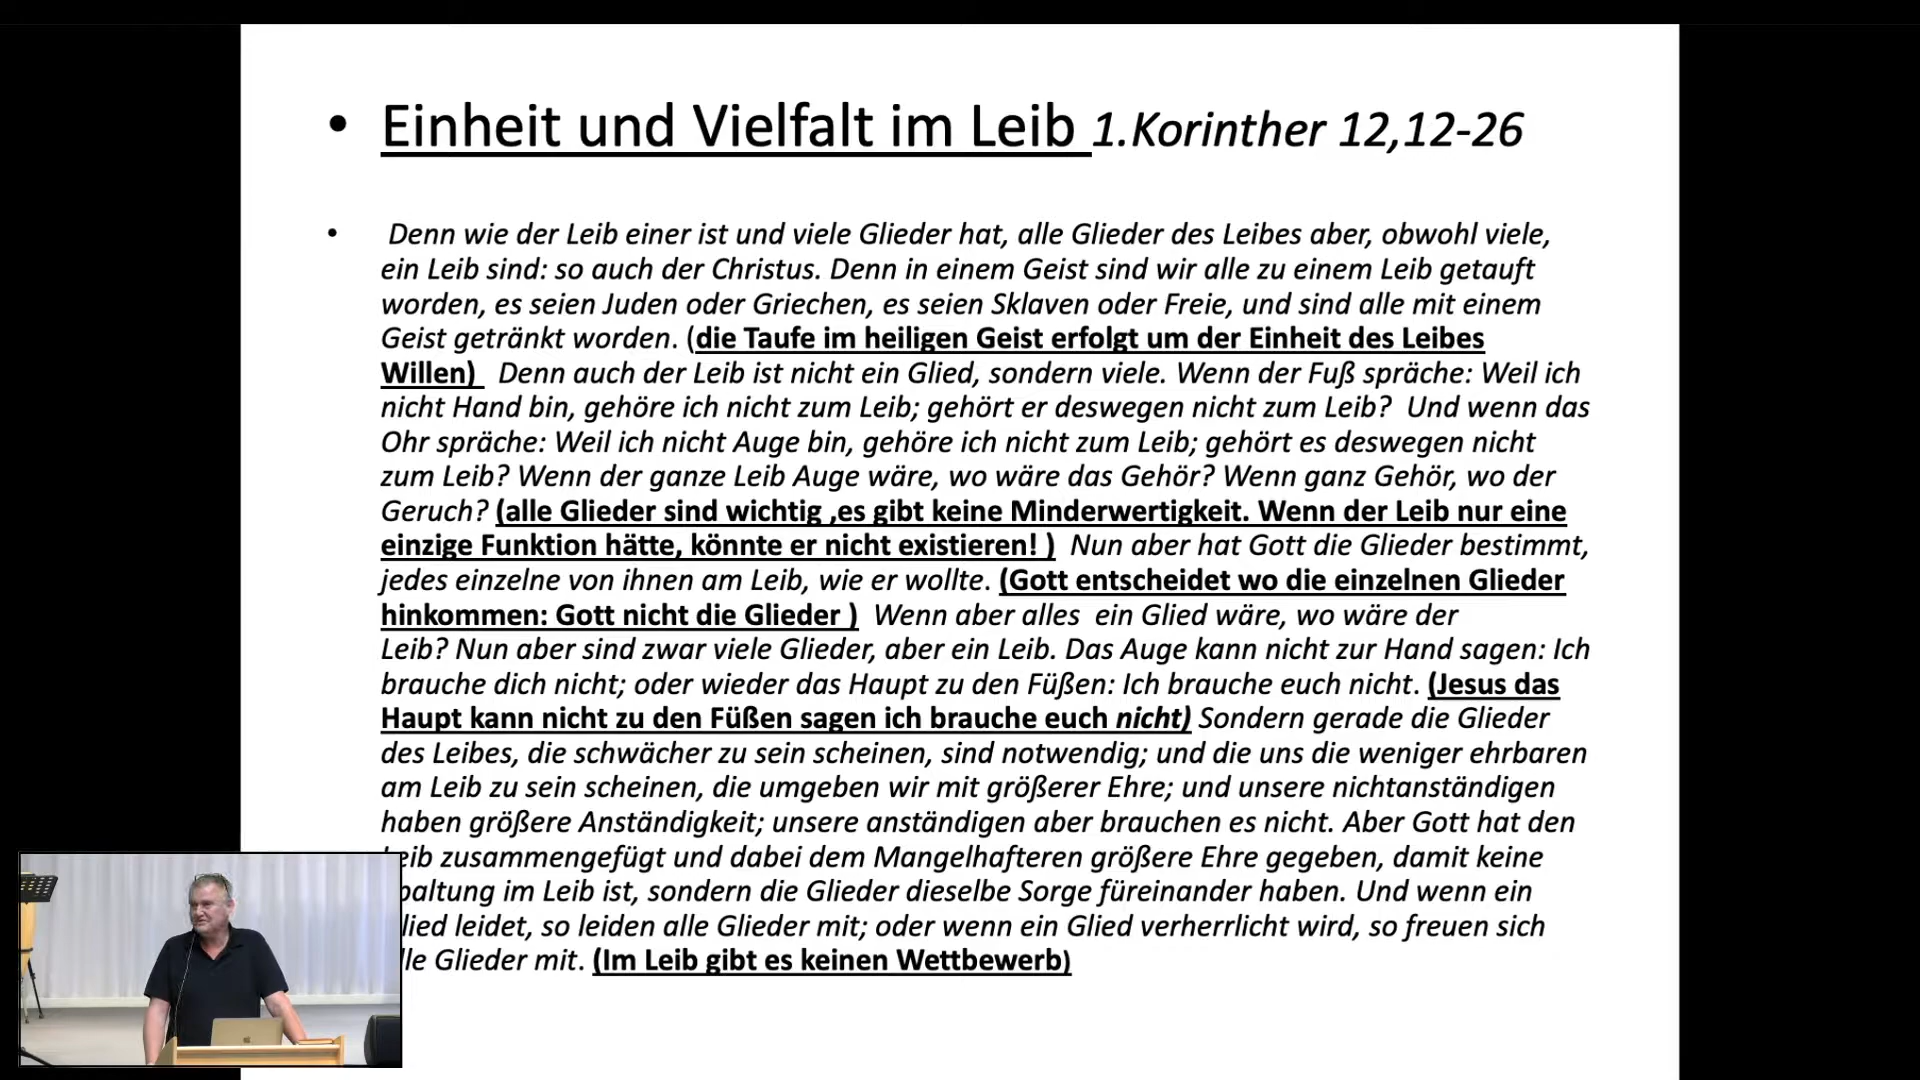 • Einheit und Vielfalt im Leib 1.Korinther 12,12-26
• Denn wie der Leib einer ist und viele Glieder hat, alle Glieder des Leibes aber, obwohl viele,
ein Leib sind: so auch der Christus. Denn in einem Geist sind wir alle zu einem Leib getauft
worden, es seien Juden oder Griechen, es seien Sklaven oder Freie, und sind alle mit einem
Geist getränkt worden. (die Taufe im heiligen Geist erfolgt um der Einheit des Leibes
Willen) Denn auch der Leib ist nicht ein Glied, sondern viele. Wenn der Fuß spräche: Weil ich
nicht Hand bin, gehöre ich nicht zum Leib; gehört er deswegen nicht zum Leib? Und wenn das
Ohr spräche: Weil ich nicht Auge bin, gehöre ich nicht zum Leib; gehört es deswegen nicht
zum Leib? Wenn der ganze Leib Auge wäre, wo wäre das Gehör? Wenn ganz Gehör, wo der
Geruch? (alle Glieder sind wichtig ,es gibt keine Minderwertigkeit. Wenn der Leib nur eine
einzige Funktion hätte, könnte er nicht existieren! ) Nun aber hat Gott die Glieder bestimmt,
jedes einzelne von ihnen am Leib, wie er wollte. (Gott entscheidet wo die einzelnen Glieder
hinkommen: Gott nicht die Glieder ) Wenn aber alles ein Glied wäre, wo wäre der
Leib? Nun aber sind zwar viele Glieder, aber ein Leib. Das Auge kann nicht zur Hand sagen: Ich
brauche dich nicht; oder wieder das Haupt zu den Füßen: Ich brauche euch nicht. (Jesus das
Haupt kann nicht zu den Füßen sagen ich brauche euch nicht) Sondern gerade die Glieder
des Leibes, die schwächer zu sein scheinen, sind notwendig; und die uns die weniger ehrbaren
am Leib zu sein scheinen, die umgeben wir mit größerer Ehre; und unsere nichtanständigen
haben größere Anständigkeit; unsere anständigen aber brauchen es nicht. Aber Gott hat den
eib zusammengefügt und dabei dem Mangelhafteren größere Ehre gegeben, damit keine
paltung im Leib ist, sondern die Glieder dieselbe Sorge füreinander haben. Und wenn ein
lied leidet, so leiden alle Glieder mit; oder wenn ein Glied verherrlicht wird, so freuen sich
lle Glieder mit. (Im Leib gibt es keinen Wettbewerb)